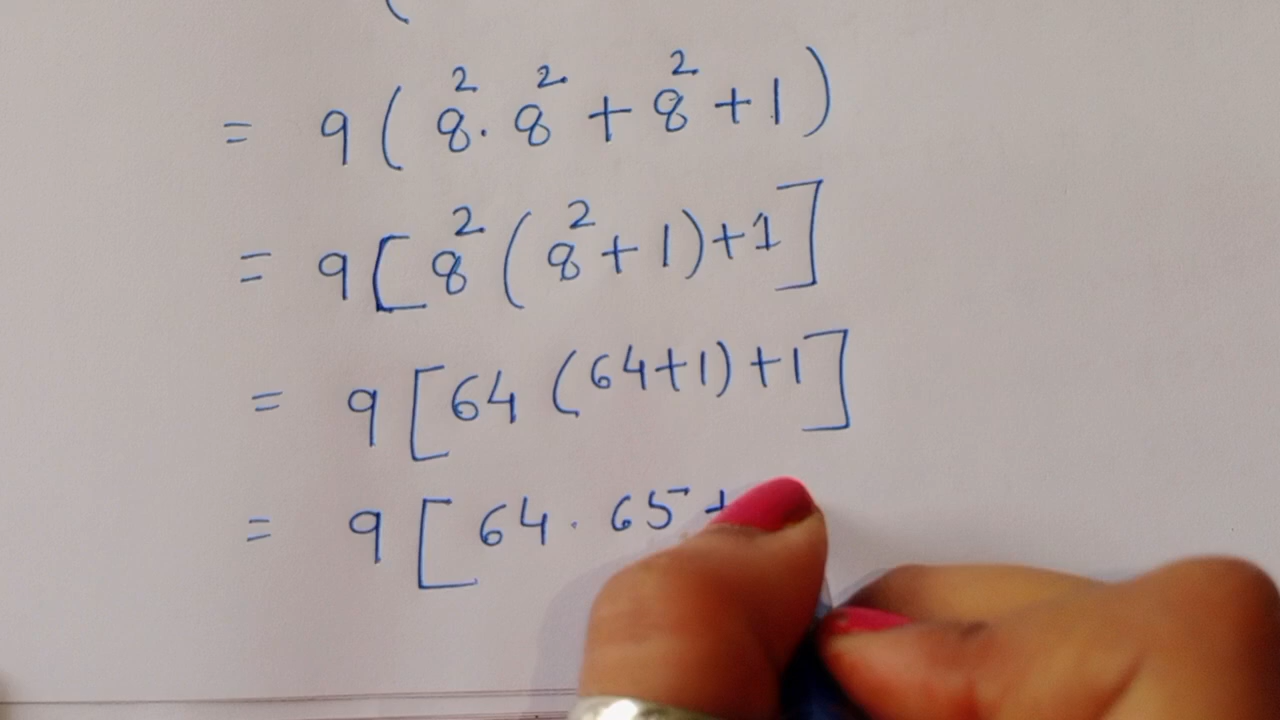 = 9 ( 8². 8² + 8² + 1 )
= 9 [ 8² ( 8² + 1 ) + 1 ]
= 9 [ 64 ( 64 + 1 ) + 1 ]
= 9 [ 64 . 65 +